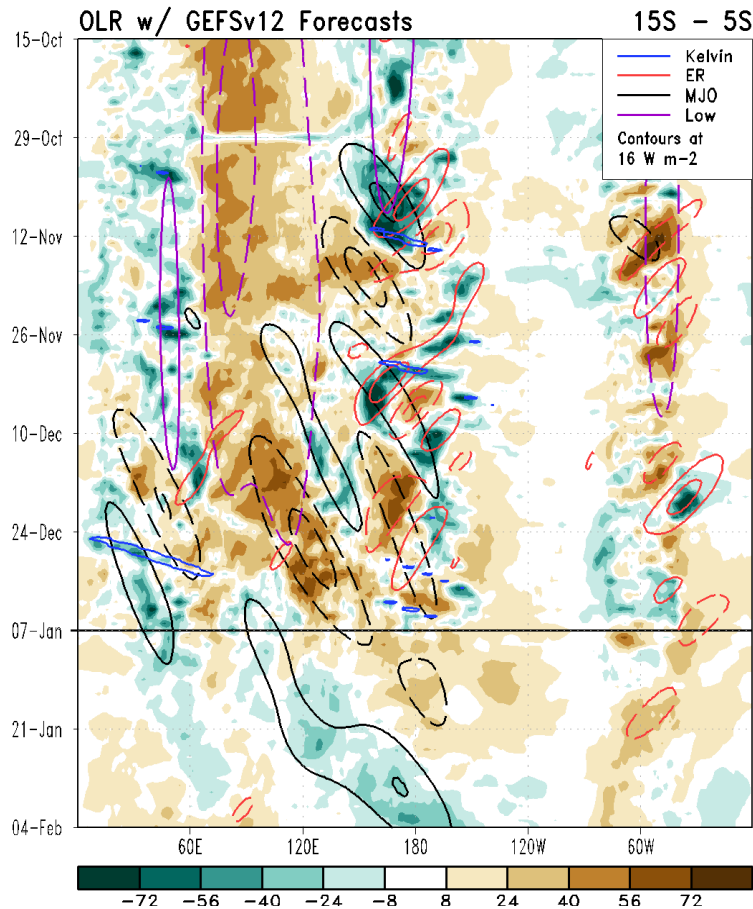 OLR w/ GEFSv12 Forecasts 15S - 5S
15-Oct
29-Oct
12-Nov
26-Nov
10-Dec
24-Dec
07-Jan
21-Jan
04-Feb
Kelvin
ER
MJO
Low
Contours at
16 W m-2
60E 120E 180 120W 60W
-72 -56 -40 -24 -8 8 24 40 56 72